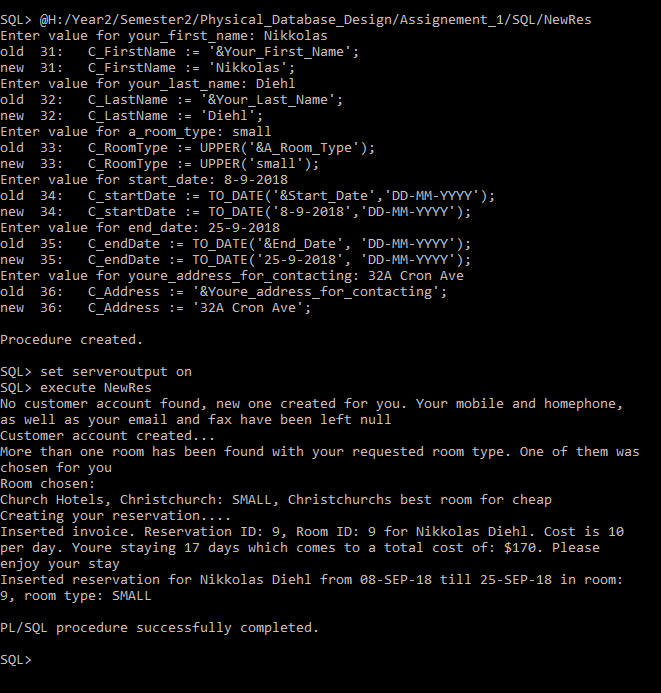 SQL> @H:/Year2/Semester2/Physical_Database_Design/Assignement_1/SQL/NewRes
Enter value for your_first_name: Nikkolas
old  31:   C_FirstName := '&Your_First_Name';
new  31:   C_FirstName := 'Nikkolas';
Enter value for your_last_name: Diehl
old  32:   C_LastName := '&Your_Last_Name';
new  32:   C_LastName := 'Diehl';
Enter value for a_room_type: small
old  33:   C_RoomType := UPPER('&A_Room_Type');
new  33:   C_RoomType := UPPER('small');
Enter value for start_date: 8-9-2018
old  34:   C_startDate := TO_DATE('&Start_Date','DD-MM-YYYY');
new  34:   C_startDate := TO_DATE('8-9-2018','DD-MM-YYYY');
Enter value for end_date: 25-9-2018
old  35:   C_endDate := TO_DATE('&End_Date', 'DD-MM-YYYY');
new  35:   C_endDate := TO_DATE('25-9-2018', 'DD-MM-YYYY');
Enter value for youre_address_for_contacting: 32A Cron Ave
old  36:   C_Address := '&Youre_address_for_contacting';
new  36:   C_Address := '32A Cron Ave';
Procedure created.
SQL> set serveroutput on
SQL> execute NewRes
No customer account found, new one created for you. Your mobile and homephone,
as well as your email and fax have been left null
Customer account created...
More than one room has been found with your requested room type. One of them was
chosen for you
Room chosen:
Church Hotels, Christchurch: SMALL, Christchurchs best room for cheap
Creating your reservation....
Inserted invoice. Reservation ID: 9, Room ID: 9 for Nikkolas Diehl. Cost is 10
per day. Youre staying 17 days which comes to a total cost of: $170. Please
enjoy your stay
Inserted reservation for Nikkolas Diehl from 08-SEP-18 till 25-SEP-18 in room:
9, room type: SMALL
PL/SQL procedure successfully completed.
SQL>